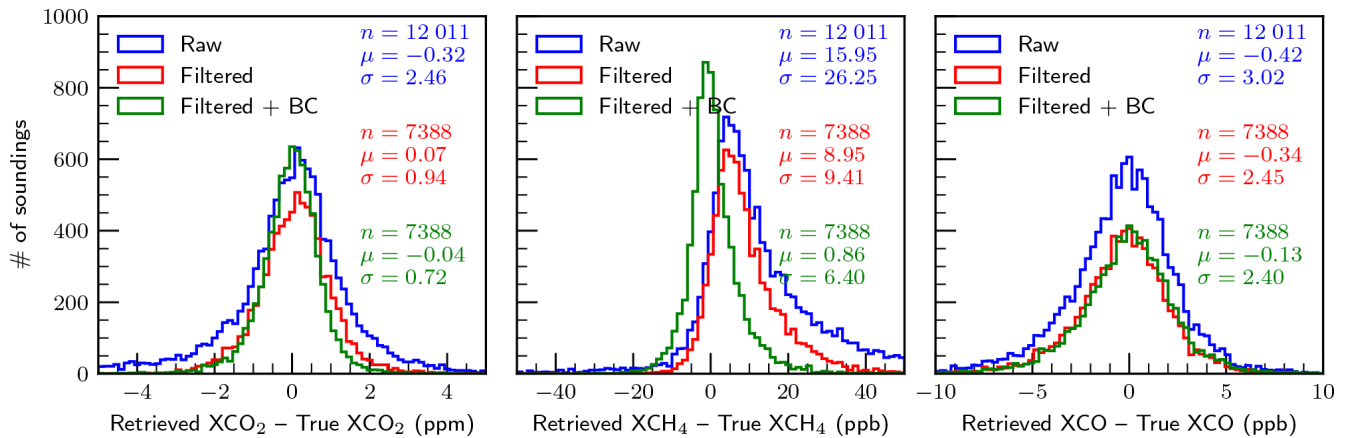 # of soundings
1000
800
600
400
200
0
Raw
Filtered
Filtered + BC
n = 12 011
μ = −0.32
σ = 2.46
n = 7388
μ = 0.07
σ = 0.94
n = 7388
μ = −0.04
σ = 0.72
−4 −2 0 2 4
Retrieved XCO₂ – True XCO₂ (ppm)
Raw
Filtered
Filtered + BC
n = 12 011
μ = 15.95
σ = 26.25
n = 7388
μ = 8.95
σ = 9.41
n = 7388
μ = 0.86
σ = 6.40
−40 −20 0 20 40
Retrieved XCH₄ – True XCH₄ (ppb)
Raw
Filtered
Filtered + BC
n = 12 011
μ = −0.42
σ = 3.02
n = 7388
μ = −0.34
σ = 2.45
n = 7388
μ = −0.13
σ = 2.40
−10 −5 0 5 10
Retrieved XCO – True XCO (ppb)